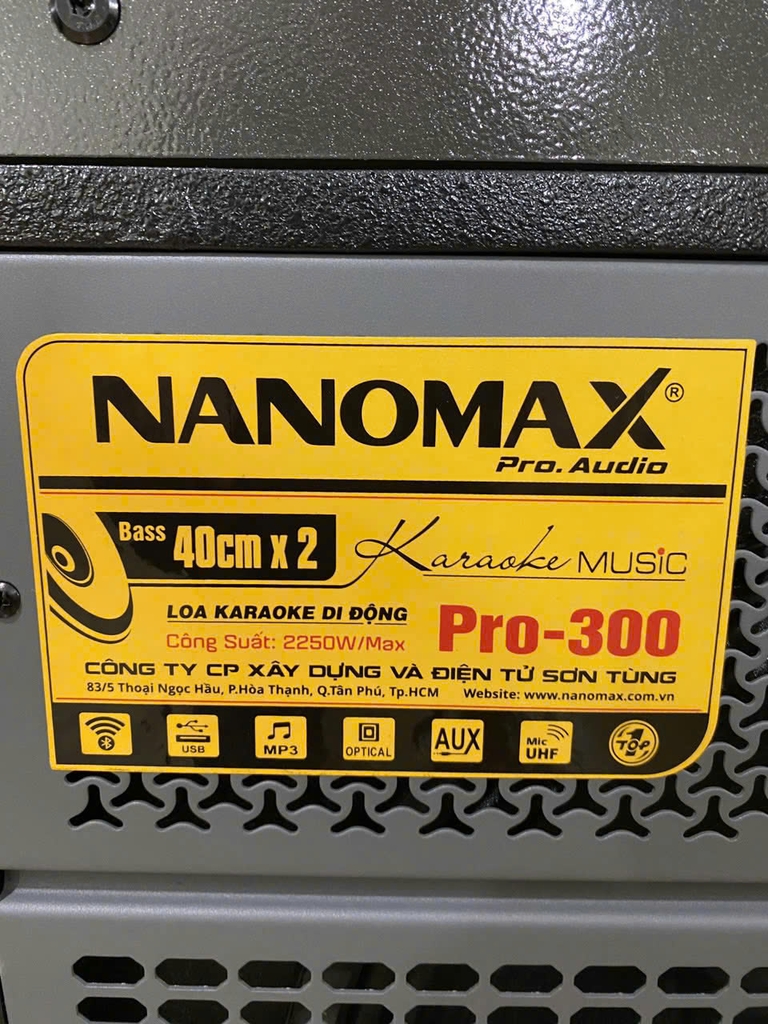 NANOMAX®
Pro. Audio
Bass 40cm x 2
Karaoke MUSIC
LOA KARAOKE DI ĐỘNG
Công Suất: 2250W/Max
Pro-300
CÔNG TY CP XÂY DỰNG VÀ ĐIỆN TỬ SƠN TÙNG
83/5 Thoại Ngọc Hầu, P.Hòa Thạnh, Q.Tân Phú, Tp.HCM Website: www.nanomax.com.vn
USB
MP3
OPTICAL
AUX
Mic
UHF
TOP
1